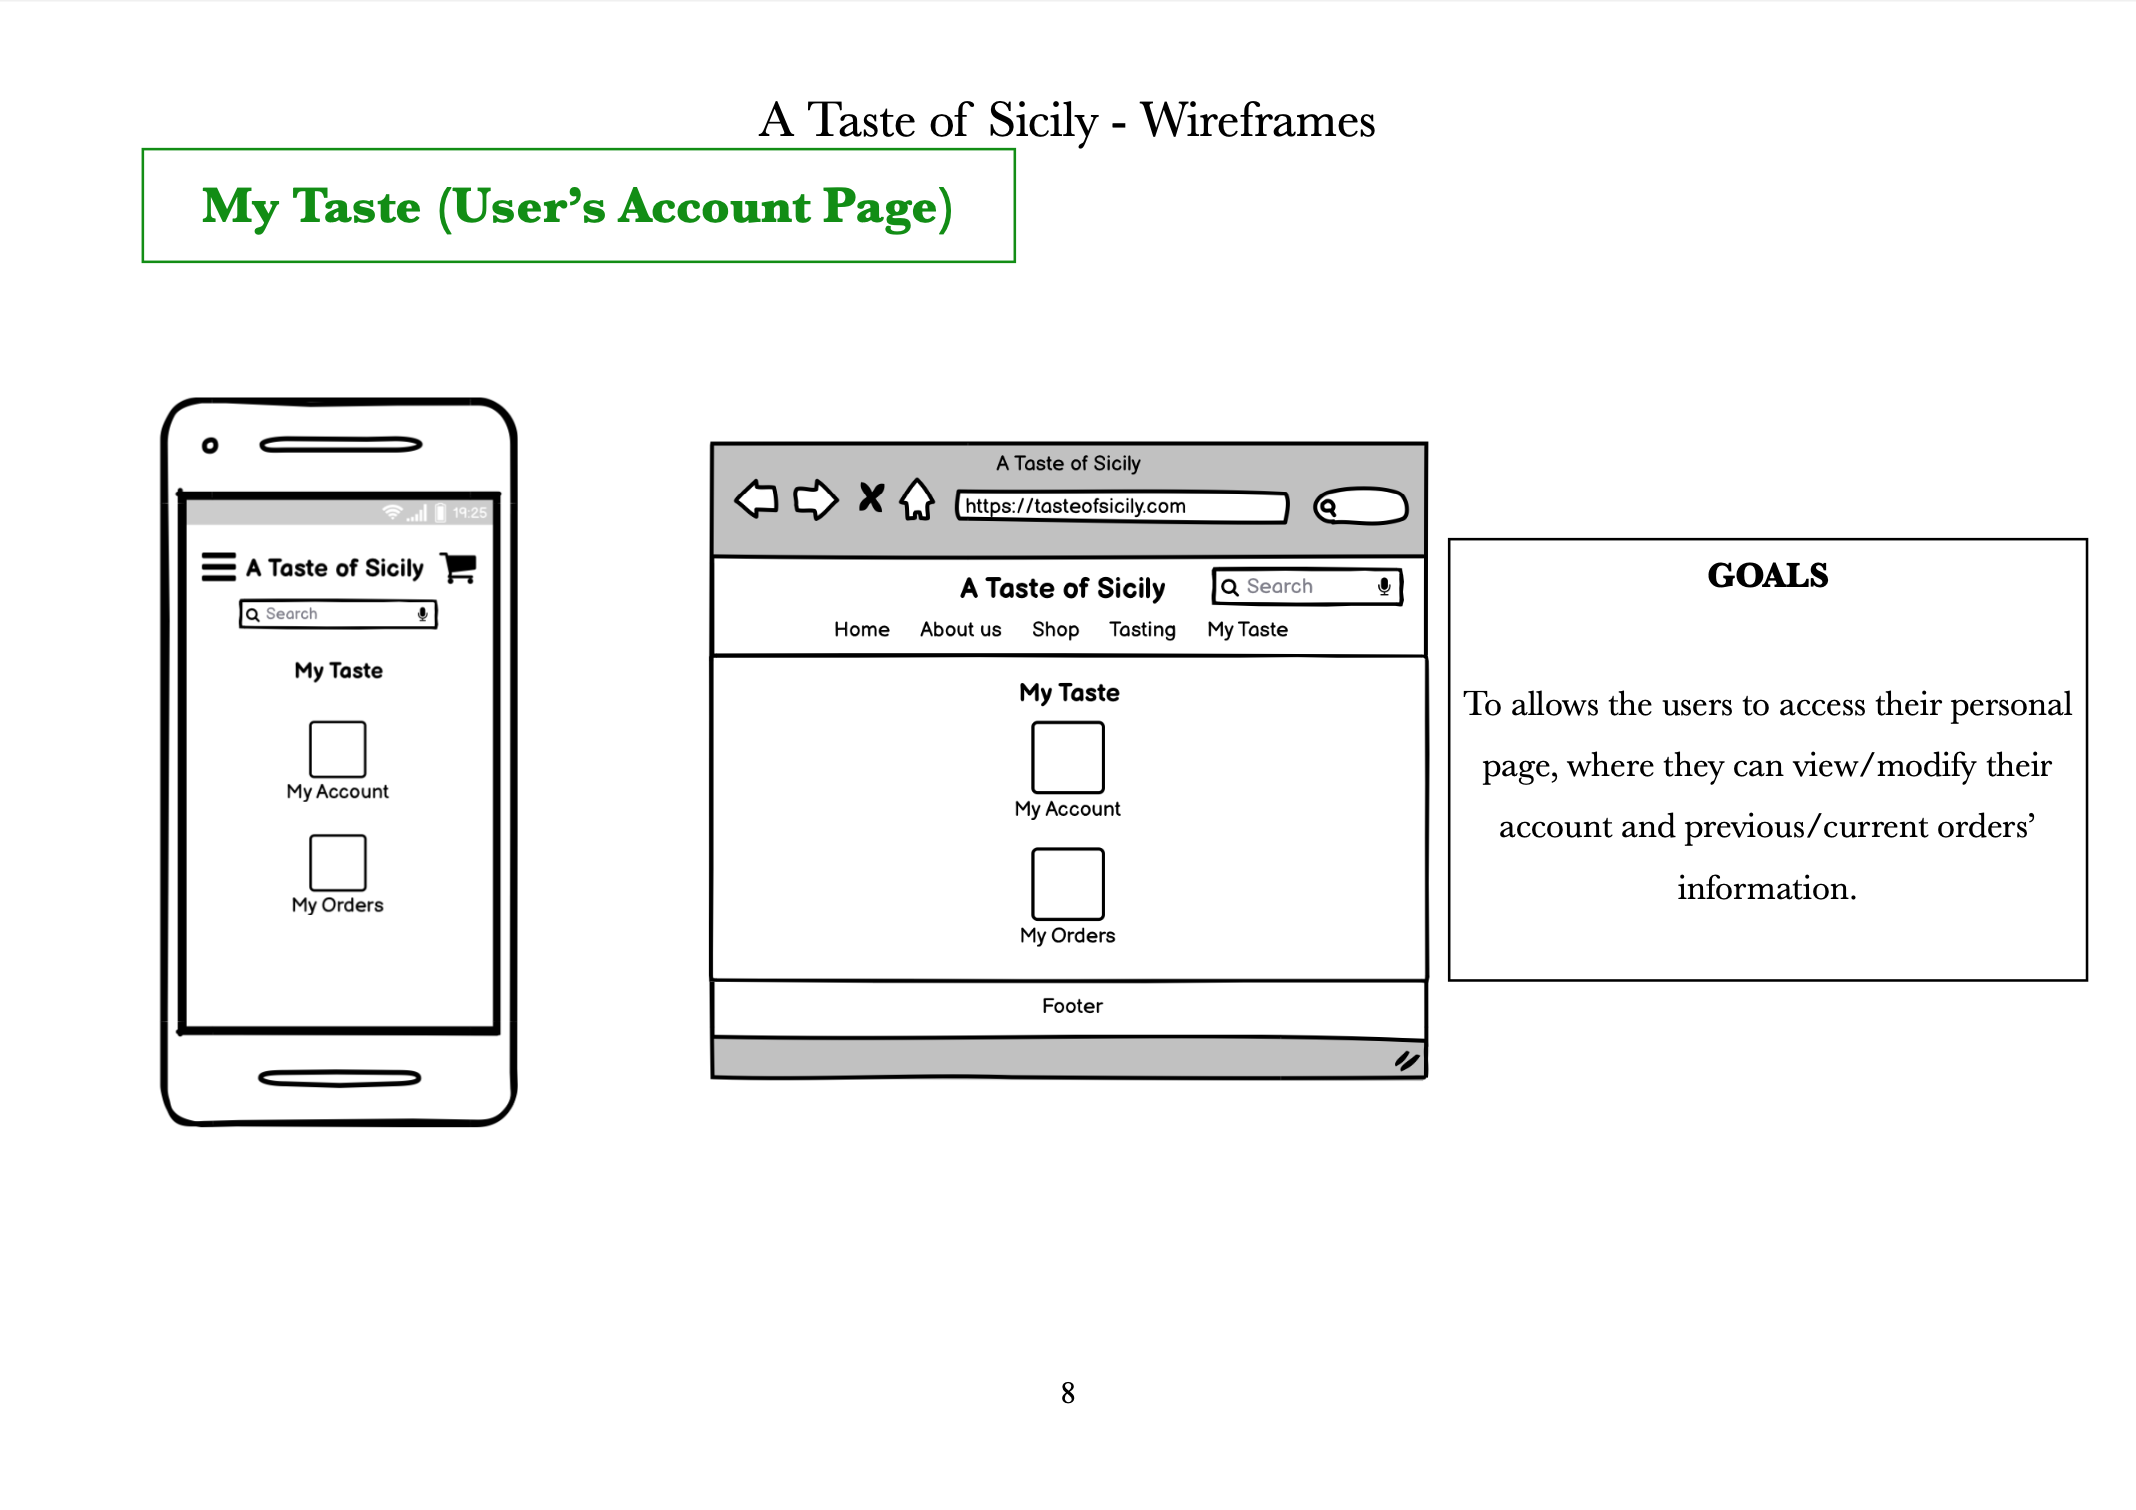 A Taste of Sicily - Wireframes
My Taste (User’s Account Page)
19:25
A Taste of Sicily
Search
My Taste
My Account
My Orders
A Taste of Sicily
https://tasteofsicily.com
A Taste of Sicily
Search
Home About us Shop Tasting My Taste
My Taste
My Account
My Orders
Footer
GOALS
To allows the users to access their personal
page, where they can view/modify their
account and previous/current orders’
information.
8